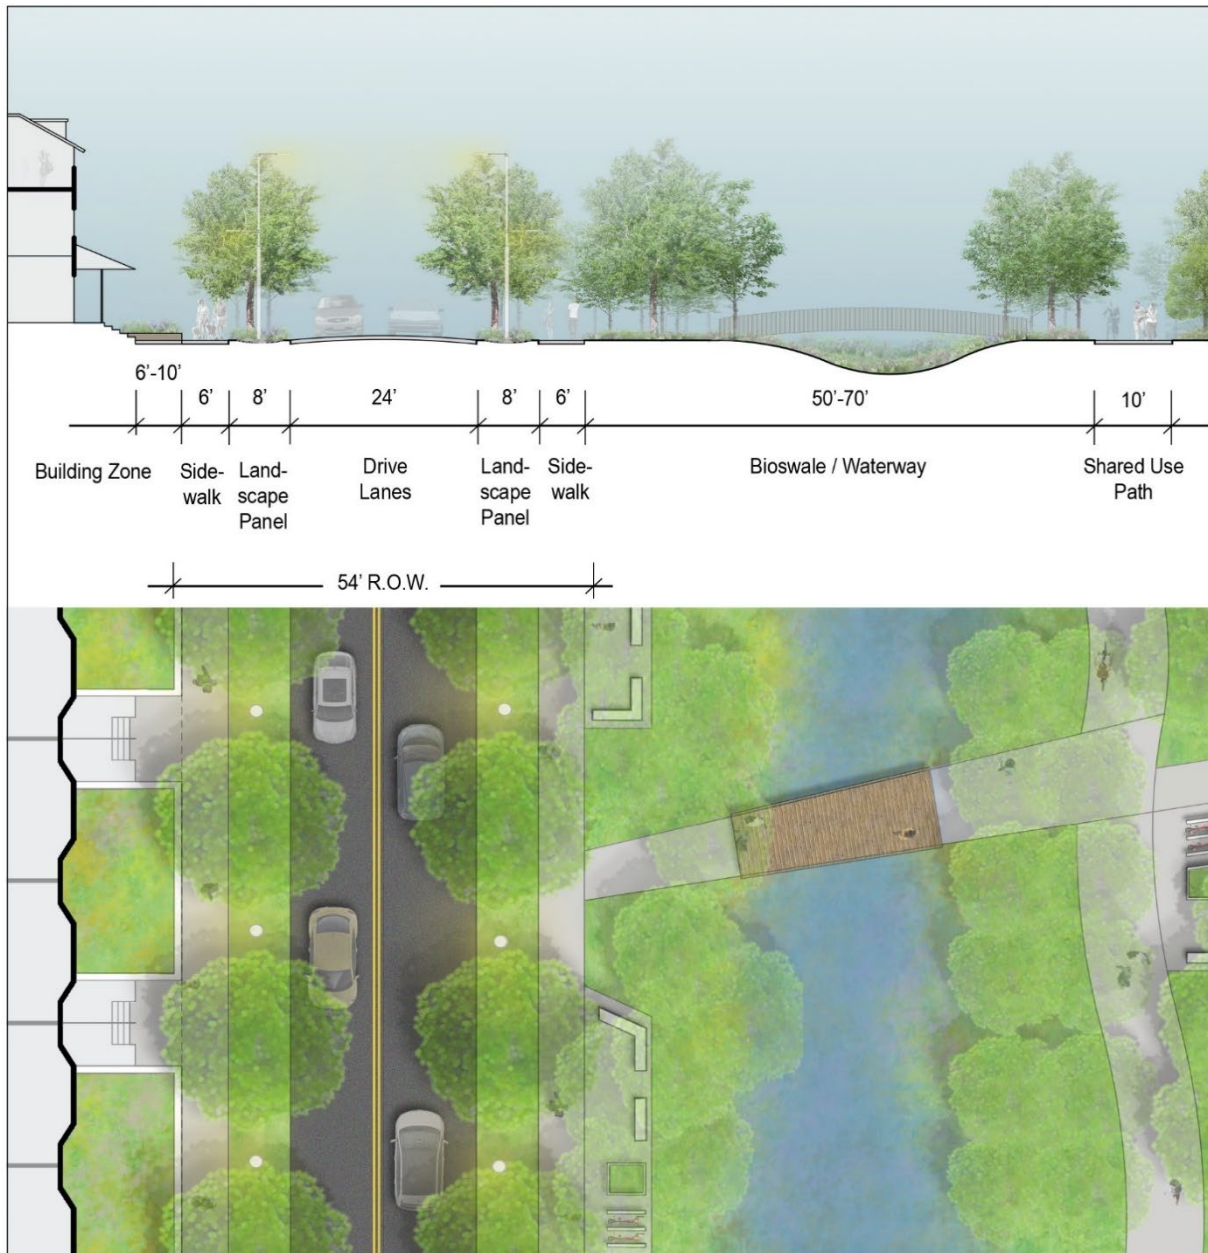 6'-10'
6' 8' 24' 8' 6' 50'-70' 10'
Building Zone
Side-
walk
Land-
scape
Panel
Drive
Lanes
Land-
scape
Panel
Side-
walk
Bioswale / Waterway
Shared Use
Path
54' R.O.W.